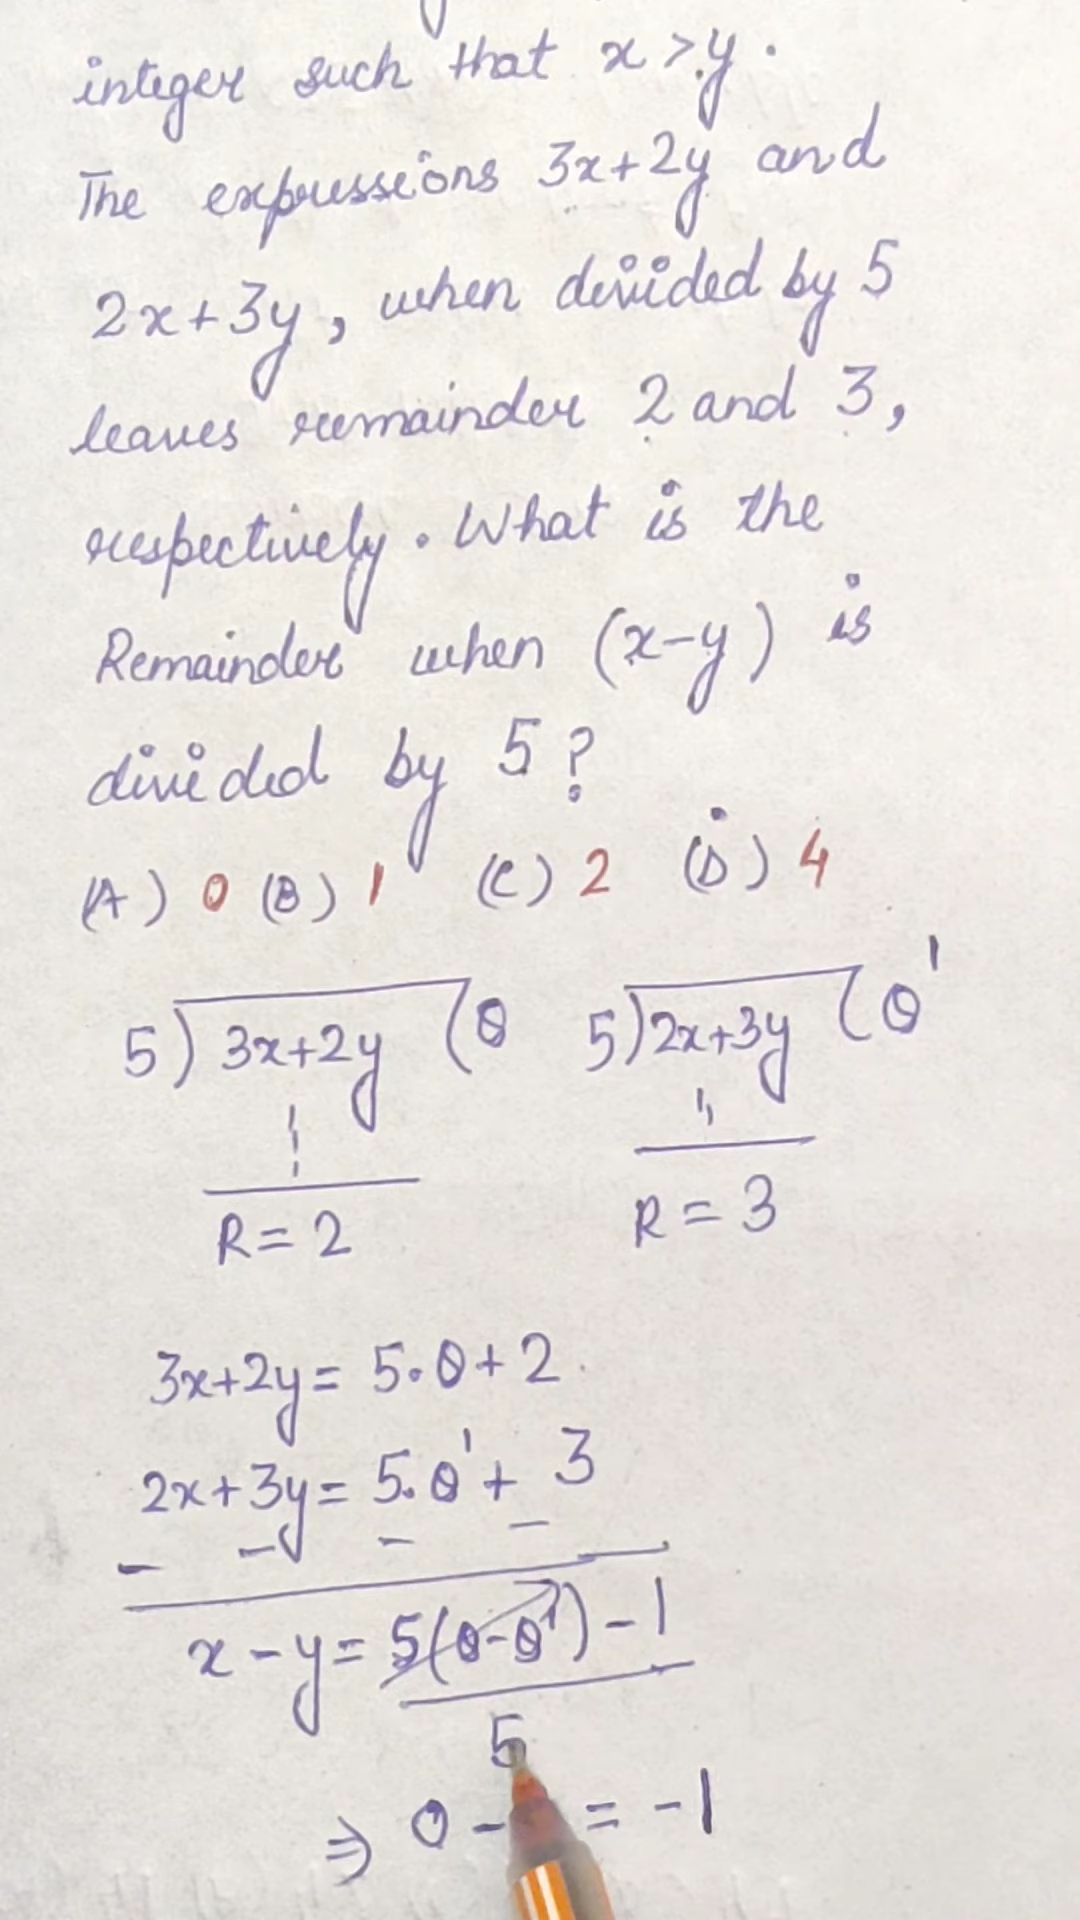 integer such that x > y.
The expressions 3x+2y and
2x+3y, when divided by 5
leaves remainder 2 and 3,
respectively. What is the
Remainder when (x-y) is
divided by 5?
(A) 0 (B) 1 (C) 2 (D) 4
5) 3x+2y (Q 5) 2x+3y (Q'
R = 2 R = 3
3x+2y = 5.Q + 2
2x+3y = 5.Q' + 3
- - - -
x - y = 5(Q-Q') - 1
5
⇒ 0 - = -1